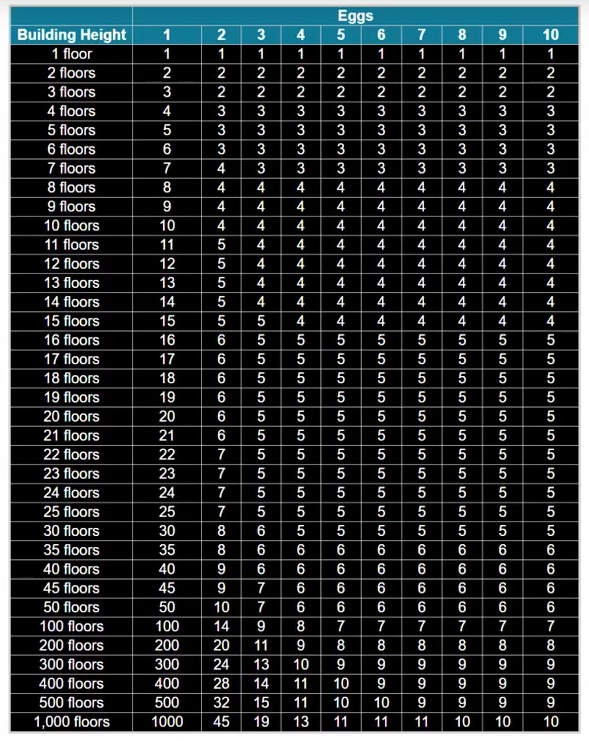 Eggs
Building Height 1 2 3 4 5 6 7 8 9 10
1 floor 1 1 1 1 1 1 1 1 1 1
2 floors 2 2 2 2 2 2 2 2 2 2
3 floors 3 2 2 2 2 2 2 2 2 2
4 floors 4 3 3 3 3 3 3 3 3 3
5 floors 5 3 3 3 3 3 3 3 3 3
6 floors 6 3 3 3 3 3 3 3 3 3
7 floors 7 4 3 3 3 3 3 3 3 3
8 floors 8 4 4 4 4 4 4 4 4 4
9 floors 9 4 4 4 4 4 4 4 4 4
10 floors 10 4 4 4 4 4 4 4 4 4
11 floors 11 5 4 4 4 4 4 4 4 4
12 floors 12 5 4 4 4 4 4 4 4 4
13 floors 13 5 4 4 4 4 4 4 4 4
14 floors 14 5 4 4 4 4 4 4 4 4
15 floors 15 5 5 4 4 4 4 4 4 4
16 floors 16 6 5 5 5 5 5 5 5 5
17 floors 17 6 5 5 5 5 5 5 5 5
18 floors 18 6 5 5 5 5 5 5 5 5
19 floors 19 6 5 5 5 5 5 5 5 5
20 floors 20 6 5 5 5 5 5 5 5 5
21 floors 21 6 5 5 5 5 5 5 5 5
22 floors 22 7 5 5 5 5 5 5 5 5
23 floors 23 7 5 5 5 5 5 5 5 5
24 floors 24 7 5 5 5 5 5 5 5 5
25 floors 25 7 5 5 5 5 5 5 5 5
30 floors 30 8 6 5 5 5 5 5 5 5
35 floors 35 8 6 6 6 6 6 6 6 6
40 floors 40 9 6 6 6 6 6 6 6 6
45 floors 45 9 7 6 6 6 6 6 6 6
50 floors 50 10 7 6 6 6 6 6 6 6
100 floors 100 14 9 8 7 7 7 7 7 7
200 floors 200 20 11 9 8 8 8 8 8 8
300 floors 300 24 13 10 9 9 9 9 9 9
400 floors 400 28 14 11 10 9 9 9 9 9
500 floors 500 32 15 11 10 10 9 9 9 9
1,000 floors 1000 45 19 13 11 11 11 10 10 10